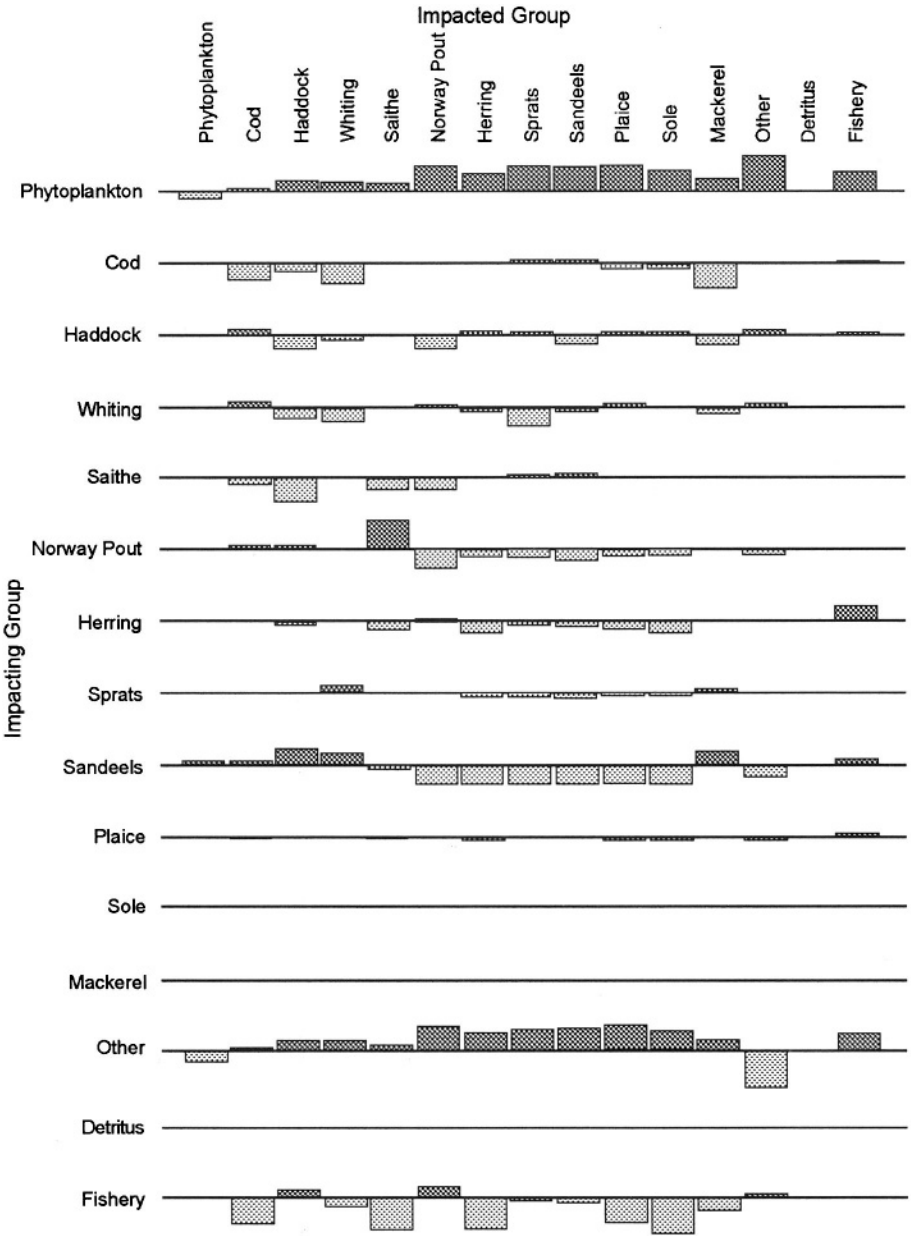 Impacted Group
Phytoplankton
Cod
Haddock
Whiting
Saithe
Norway Pout
Herring
Sprats
Sandeels
Plaice
Sole
Mackerel
Other
Detritus
Fishery
Impacting Group
Phytoplankton
Cod
Haddock
Whiting
Saithe
Norway Pout
Herring
Sprats
Sandeels
Plaice
Sole
Mackerel
Other
Detritus
Fishery